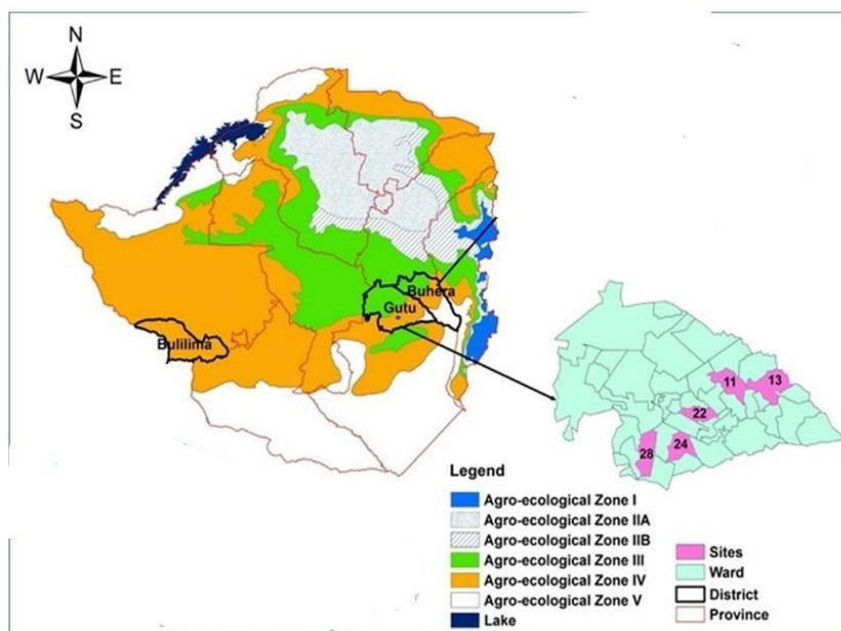 N
W E
S
Buhera
Gutu
Bulilima
11
13
22
24
28
Legend
Agro-ecological Zone I
Agro-ecological Zone IIA
Agro-ecological Zone IIB
Agro-ecological Zone III
Agro-ecological Zone IV
Agro-ecological Zone V
Lake
Sites
Ward
District
Province